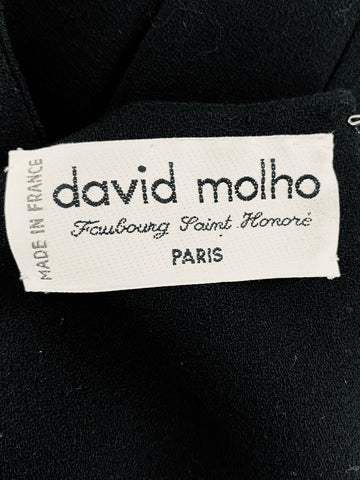 MADE IN FRANCE
david molho
Faubourg Saint Honoré
PARIS